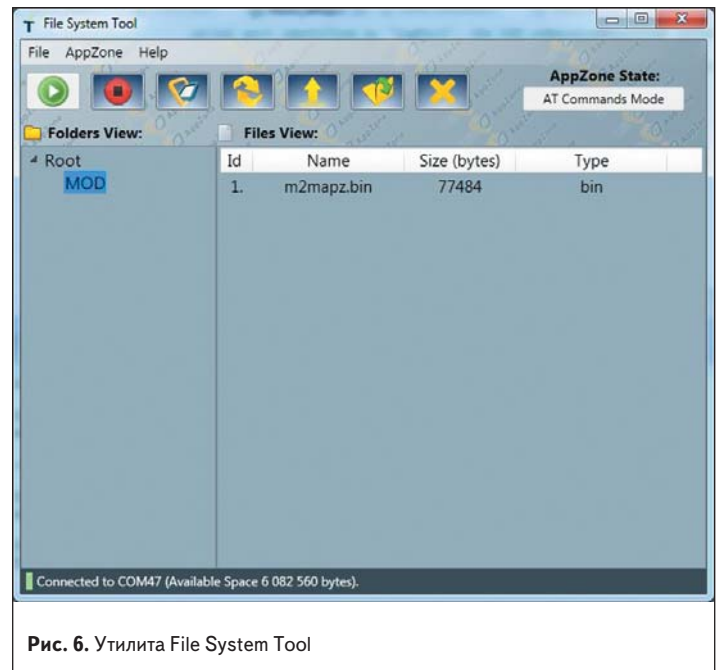 File System Tool
File AppZone Help
AppZone State:
AT Commands Mode
Folders View:
Files View:
Root
MOD
Id Name Size (bytes) Type
1. m2mapz.bin 77484 bin
Connected to COM47 (Available Space 6 082 560 bytes).
Рис. 6. Утилита File System Tool